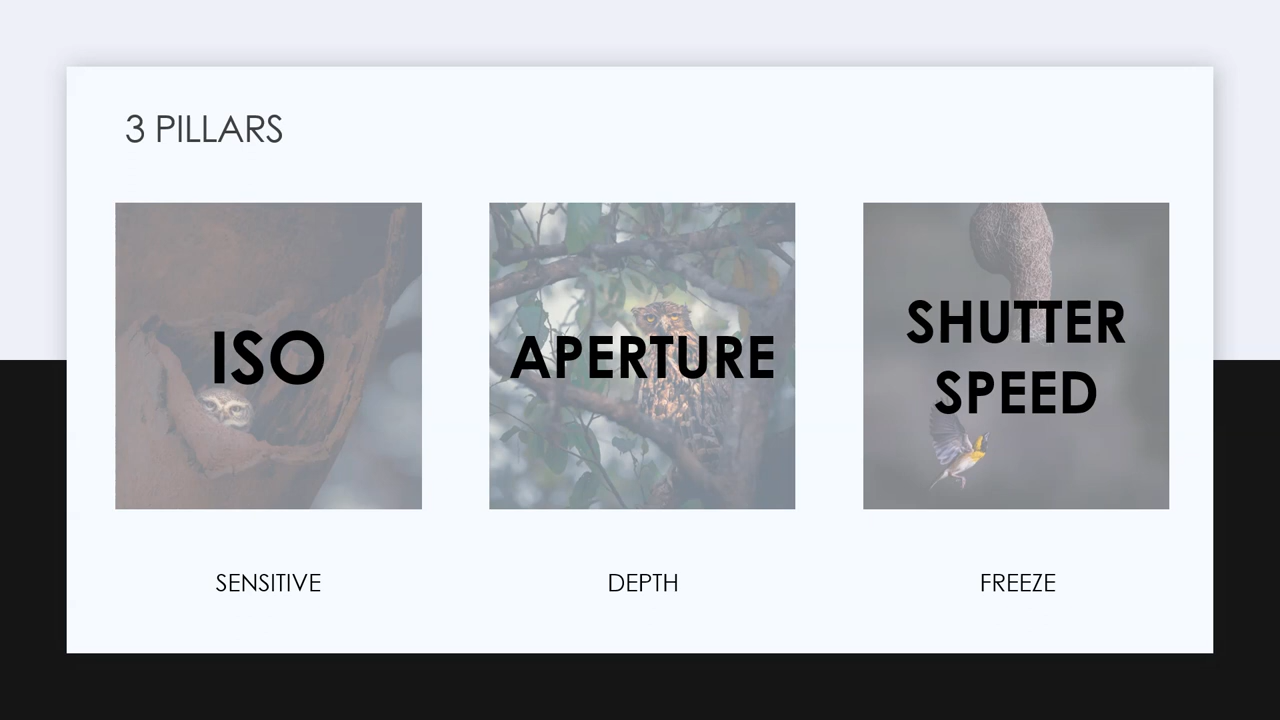 3 PILLARS
ISO
APERTURE
SHUTTER
SPEED
SENSITIVE
DEPTH
FREEZE